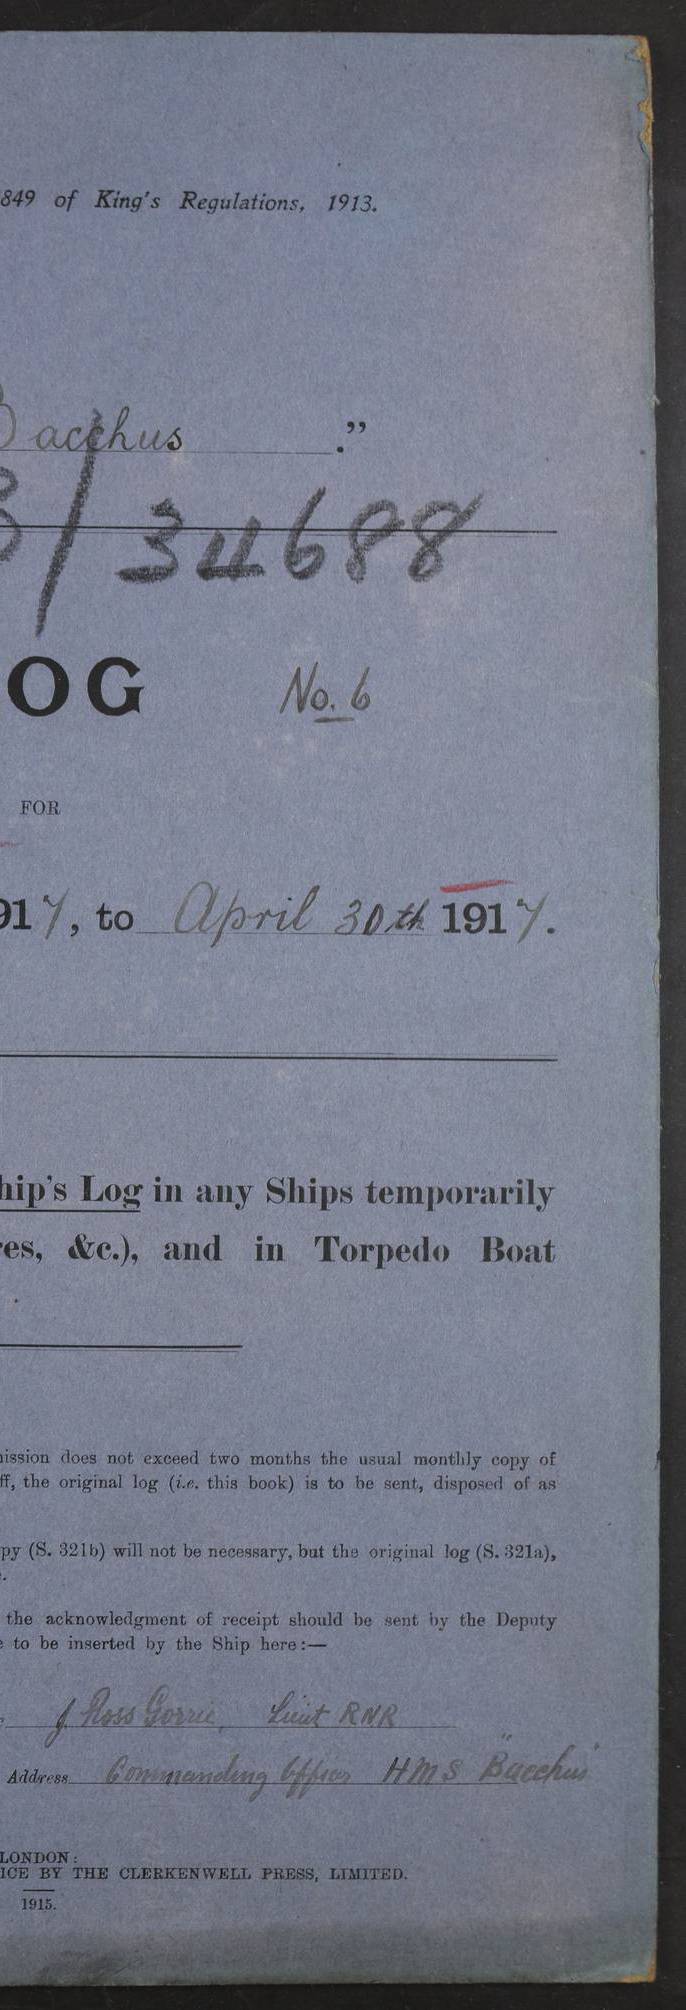 849 of King's Regulations, 1913.
Bacchus ."
3/34688
OG No. 6
FOR
917, to April 30th 1917.
hip's Log in any Ships temporarily
res, &c.), and in Torpedo Boat
ission does not exceed two months the usual monthly copy of
ff, the original log (i.e. this book) is to be sent, disposed of as
py (S. 321b) will not be necessary, but the original log (S. 321a),
the acknowledgment of receipt should be sent by the Deputy
e to be inserted by the Ship here:—
J. Ross Gorrie, Lieut RNR
Address Commanding Officer HMS "Bacchus"
LONDON:
ICE BY THE CLERKENWELL PRESS, LIMITED.
1915.